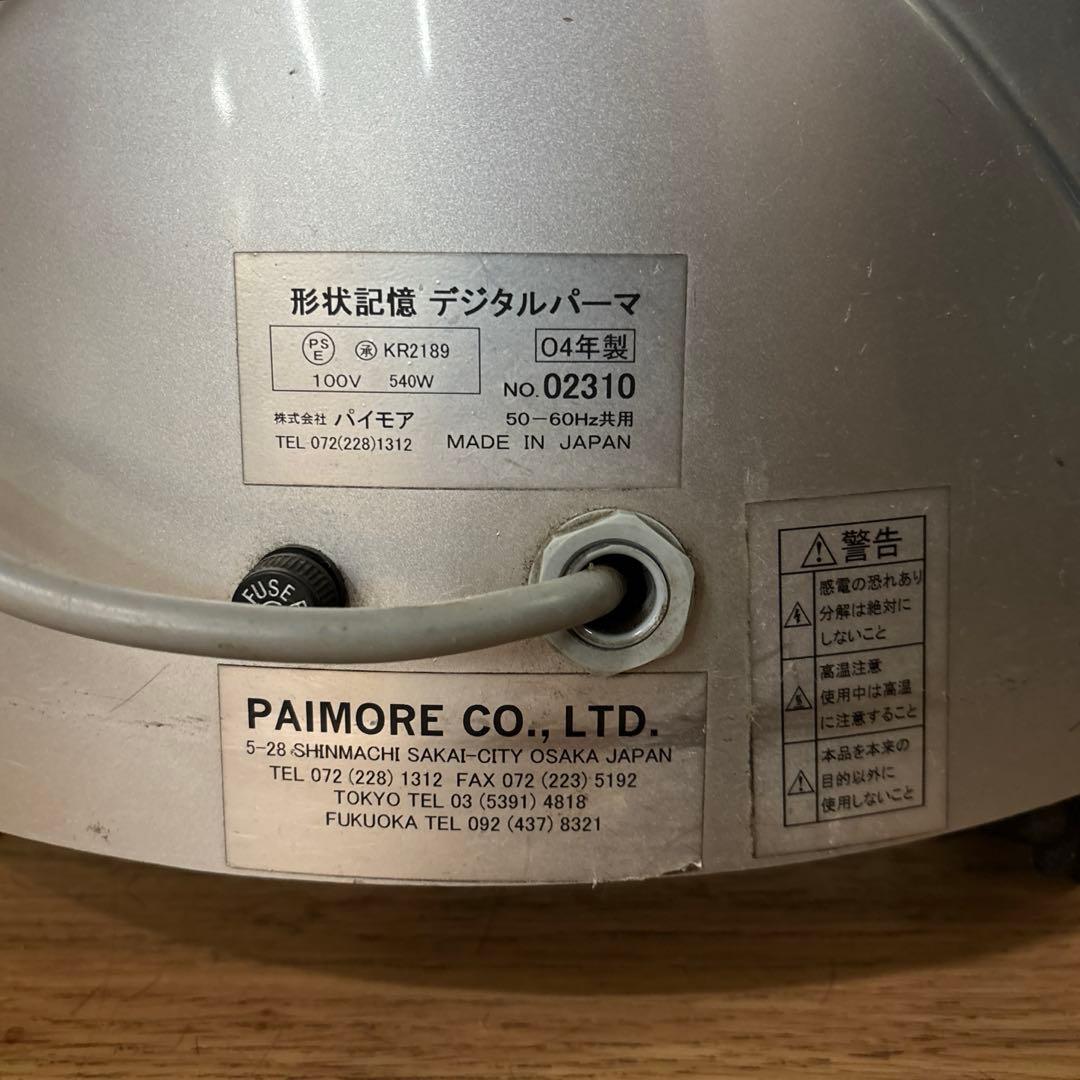 形状記憶 デジタルパーマ
PS
E
承 KR2189
100V 540W
04年製
NO. 02310
株式会社 パイモア
50-60Hz共用
TEL 072(228)1312
MADE IN JAPAN
FUSE
PAIMORE CO., LTD.
5-28 SHINMACHI SAKAI-CITY OSAKA JAPAN
TEL 072 (228) 1312 FAX 072 (223) 5192
TOKYO TEL 03 (5391) 4818
FUKUOKA TEL 092 (437) 8321
警告
感電の恐れあり
分解は絶対に
しないこと
高温注意
使用中は高温
に注意すること
本品を本来の
目的以外に
使用しないこと